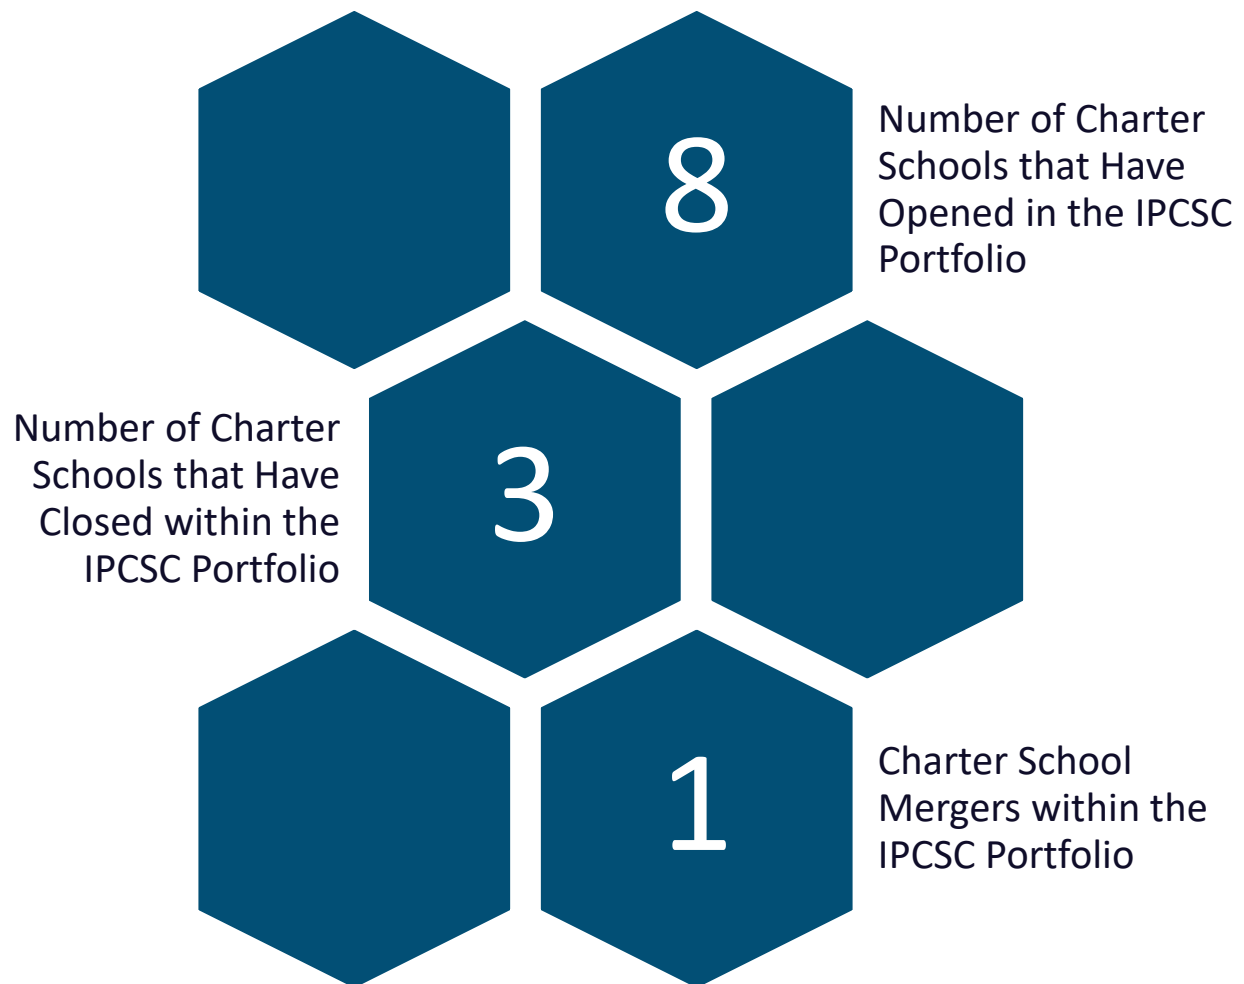 8
Number of Charter
Schools that Have
Opened in the IPCSC
Portfolio
Number of Charter
Schools that Have
Closed within the
IPCSC Portfolio
3
1
Charter School
Mergers within the
IPCSC Portfolio